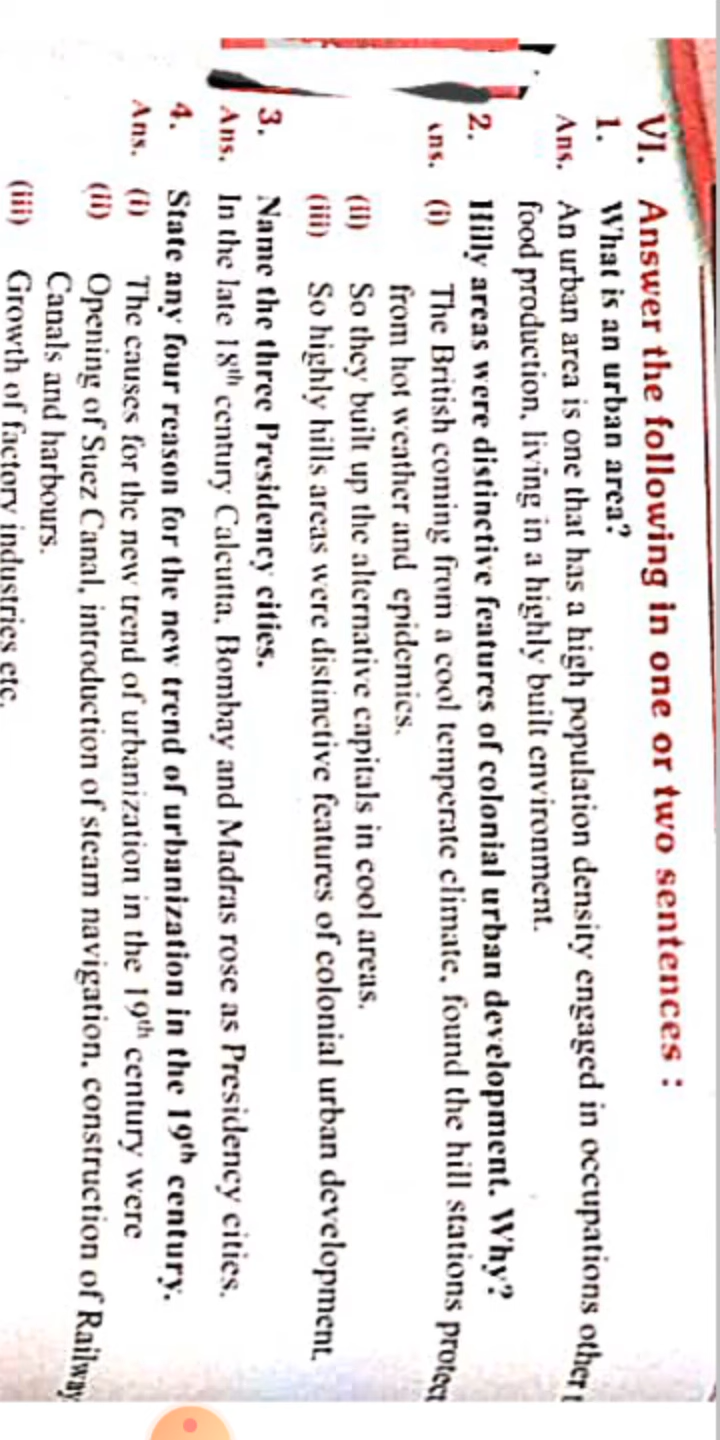 VI. Answer the following in one or two sentences :
1. What is an urban area?
Ans. An urban area is one that has a high population density engaged in occupations other
food production, living in a highly built environment.
2. Hilly areas were distinctive features of colonial urban development. Why?
Ans. (i) The British coming from a cool temperate climate, found the hill stations protect
from hot weather and epidemics.
(ii) So they built up the alternative capitals in cool areas.
(iii) So highly hills areas were distinctive features of colonial urban development.
3. Name the three Presidency cities.
Ans. In the late 18th century Calcutta, Bombay and Madras rose as Presidency cities.
4. State any four reason for the new trend of urbanization in the 19th century.
Ans. (i) The causes for the new trend of urbanization in the 19th century were
(ii) Opening of Suez Canal, introduction of steam navigation, construction of Railway
Canals and harbours.
(iii) Growth of factory industries etc.